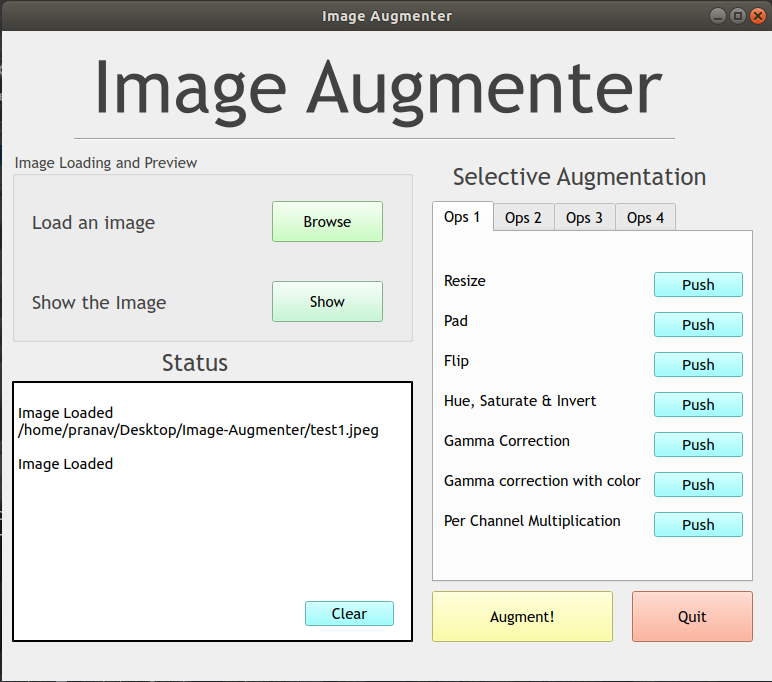 Image Augmenter
Image Augmenter
Image Loading and Preview
Load an image
Browse
Show the Image
Show
Status
Image Loaded
/home/pranav/Desktop/Image-Augmenter/test1.jpeg
Image Loaded
Clear
Selective Augmentation
Ops 1 Ops 2 Ops 3 Ops 4
Resize Push
Pad Push
Flip Push
Hue, Saturate & Invert Push
Gamma Correction Push
Gamma correction with color Push
Per Channel Multiplication Push
Augment! Quit